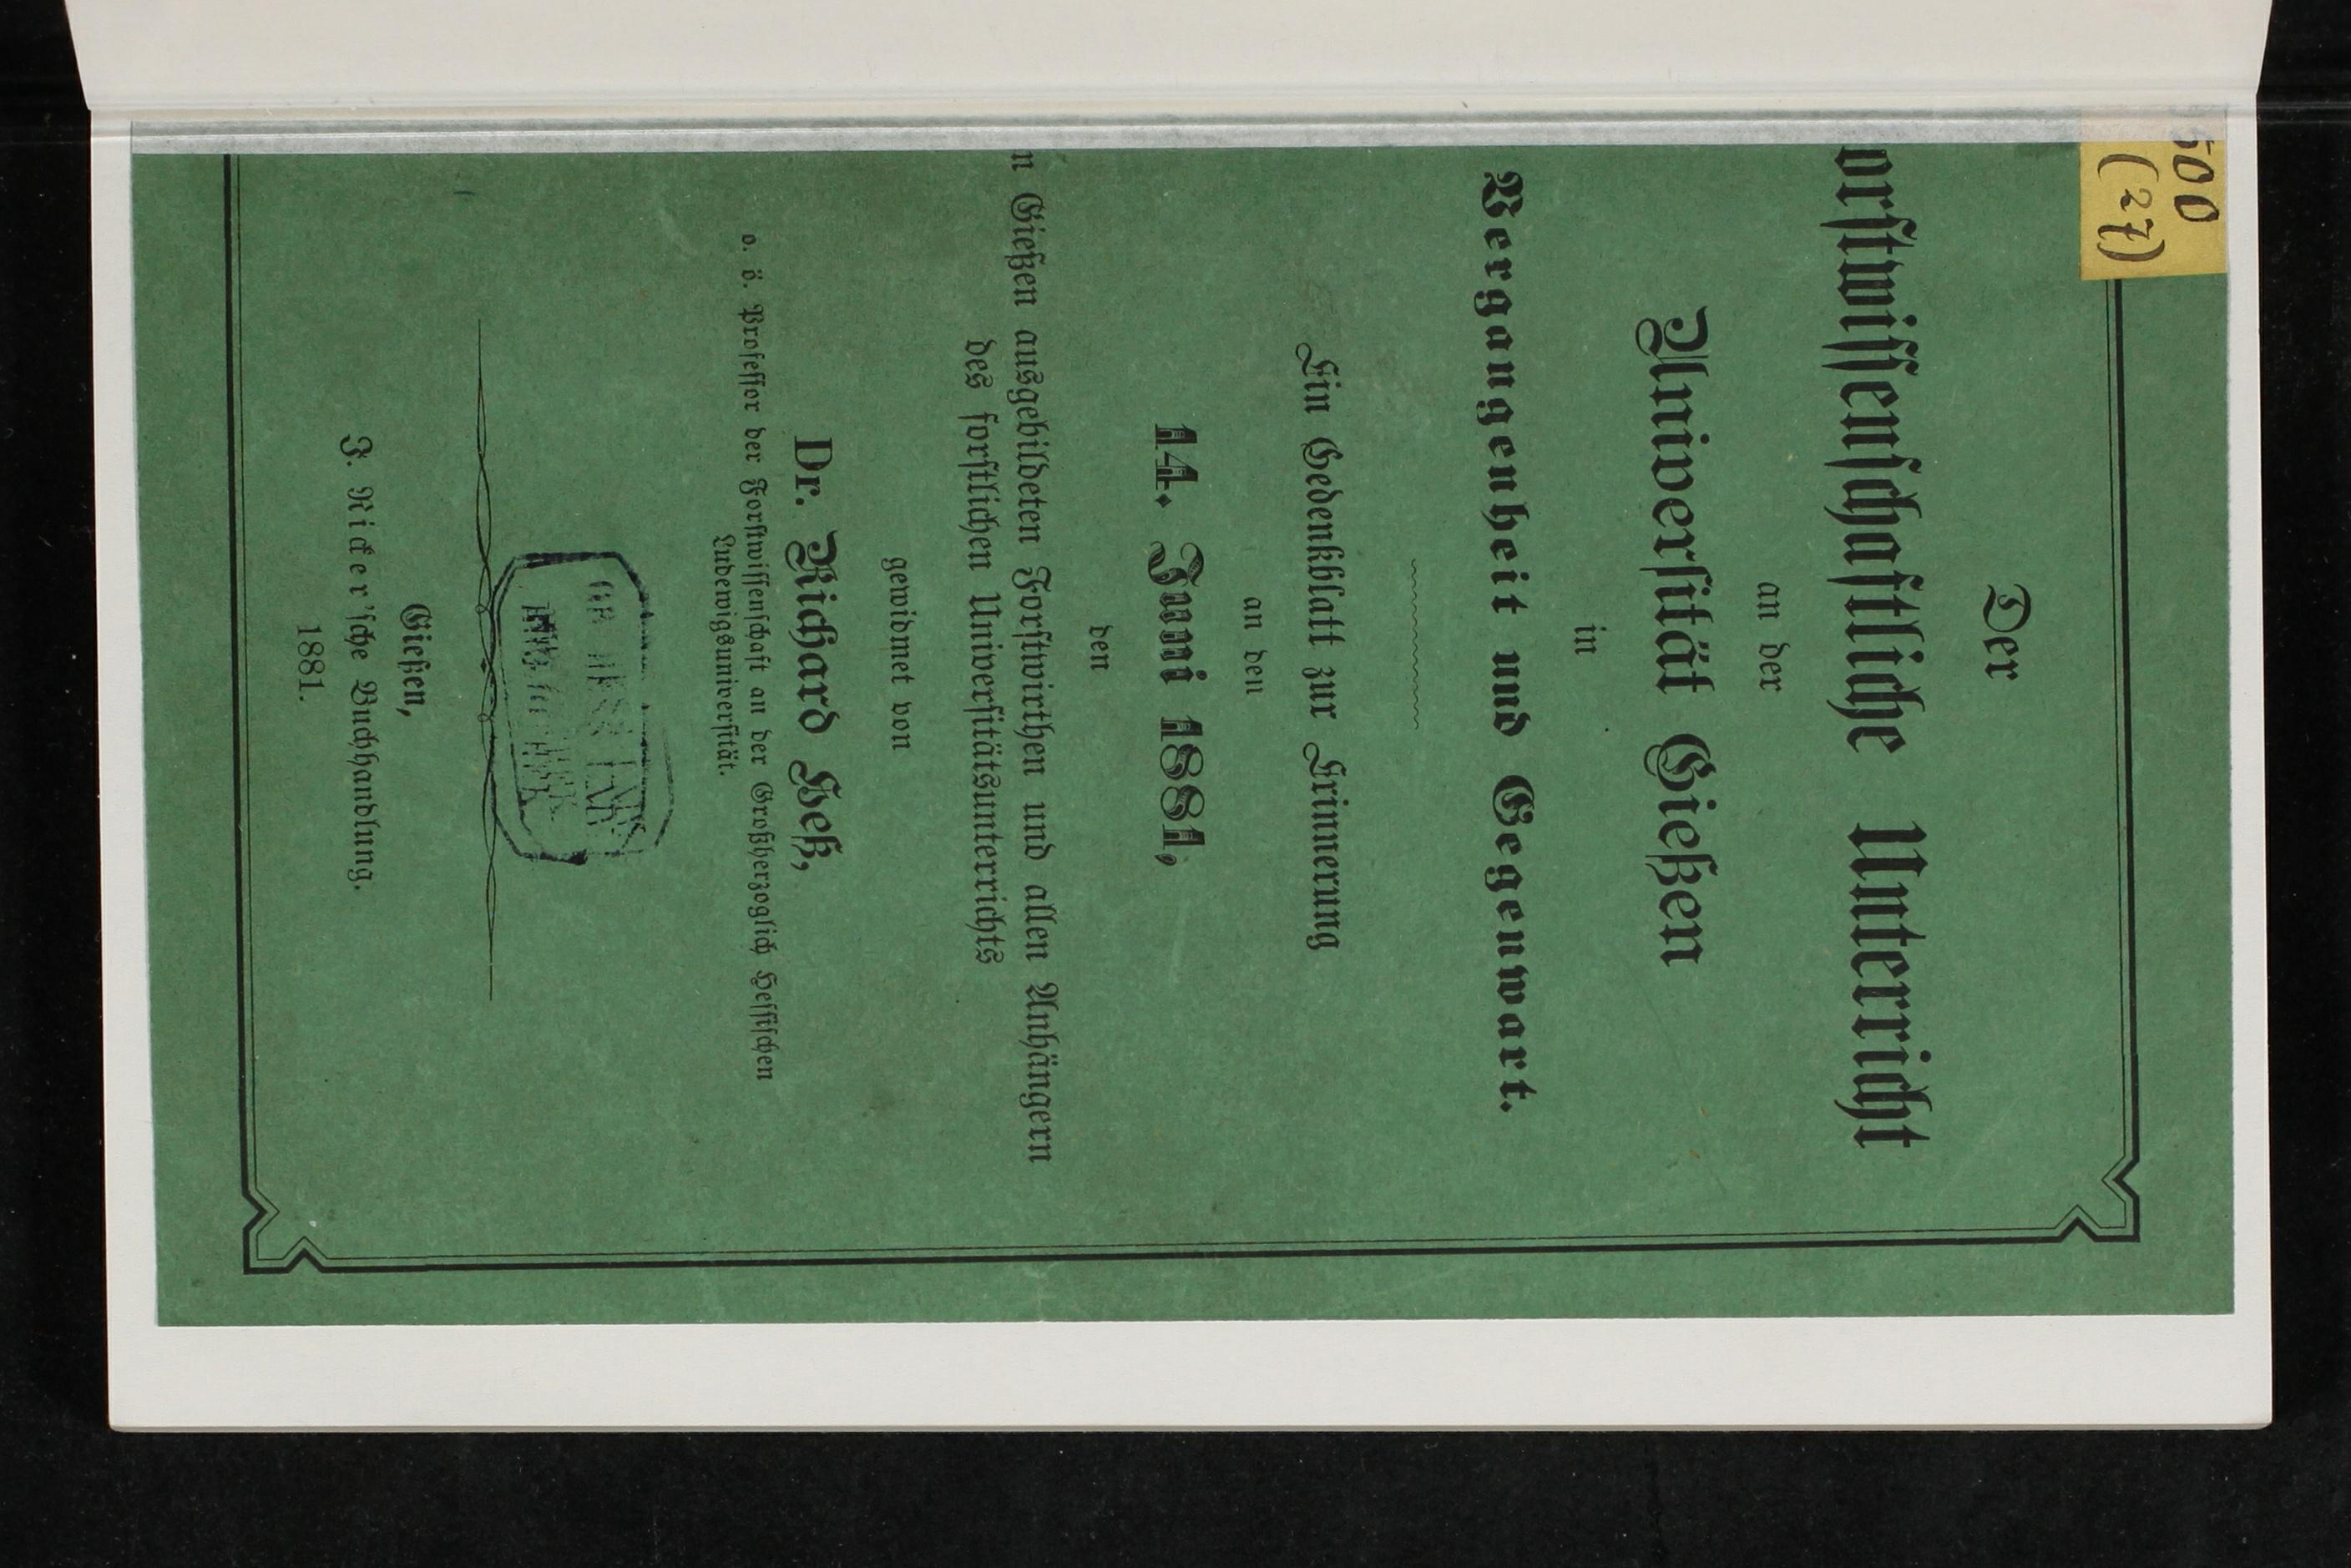 500
(27)
Der
orstwissenschaftliche Unterricht
an der
Universität Gießen
in
Vergangenheit und Gegenwart.
Ein Gedenkblatt zur Erinnerung
an den
14. Juni 1881,
den
n Gießen ausgebildeten Forstwirthen und allen Anhängern
des forstlichen Universitätsunterrichts
gewidmet von
Dr. Richard Heß,
o. ö. Professor der Forstwissenschaft an der Großherzoglich Hessischen
Ludewigsuniversität.
Gießen,
J. Ricker'sche Buchhandlung.
1881.